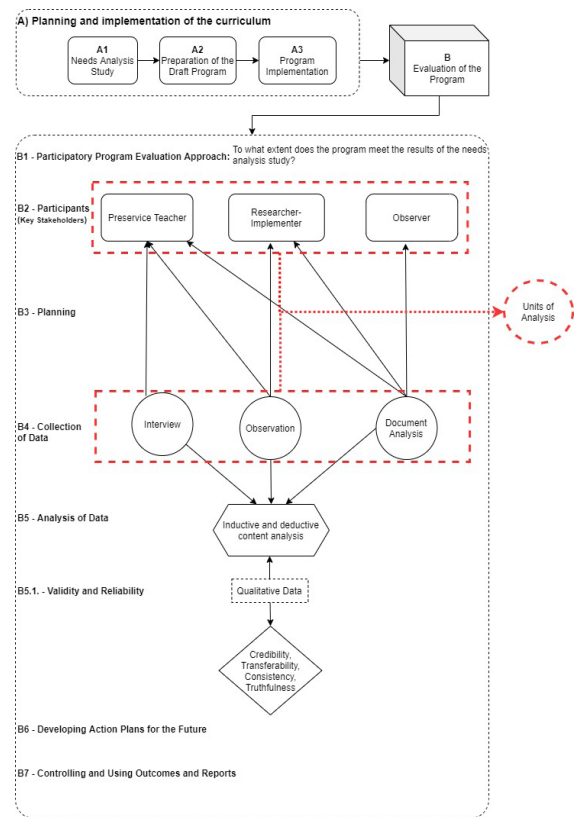 A) Planning and implementation of the curriculum
A1
Needs Analysis
Study
A2
Preparation of the
Draft Program
A3
Program
Implementation
B
Evaluation of the
Program
B1 - Participatory Program Evaluation Approach:
To what extent does the program meet the results of the needs
analysis study?
B2 - Participants
(Key Stakeholders)
Preservice Teacher
Researcher-
Implementer
Observer
B3 - Planning
Units of
Analysis
B4 - Collection
of Data
Interview
Observation
Document
Analysis
B5 - Analysis of Data
Inductive and deductive
content analysis
B5.1. - Validity and Reliability
Qualitative Data
Credibility,
Transferability,
Consistency,
Truthfulness
B6 - Developing Action Plans for the Future
B7 - Controlling and Using Outcomes and Reports